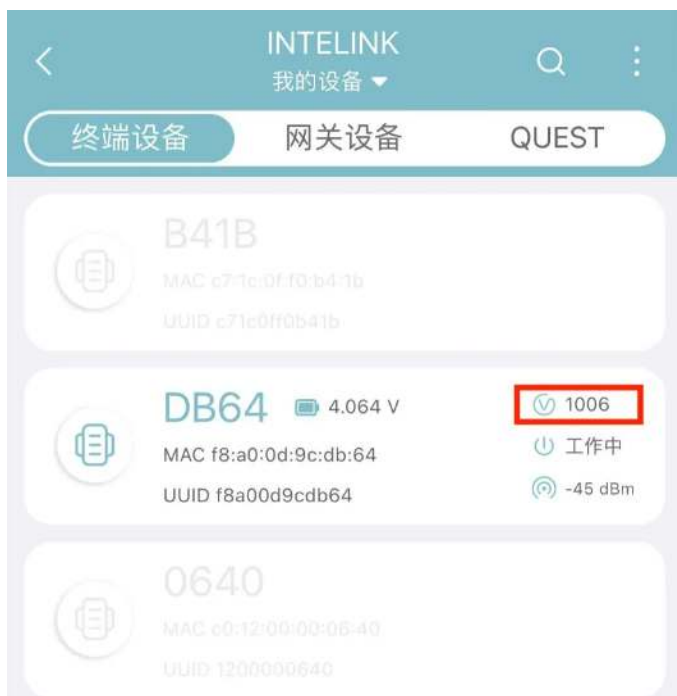 INTELINK
我的设备
终端设备 网关设备 QUEST
B41B
MAC c7:1c:0f:f0:b4:1b
UUID c71c0ff0b41b
DB64 4.064 V 1006
MAC f8:a0:0d:9c:db:64 工作中
UUID f8a00d9cdb64 -45 dBm
0640
MAC c0:12:00:00:06:40
UUID 1200000640